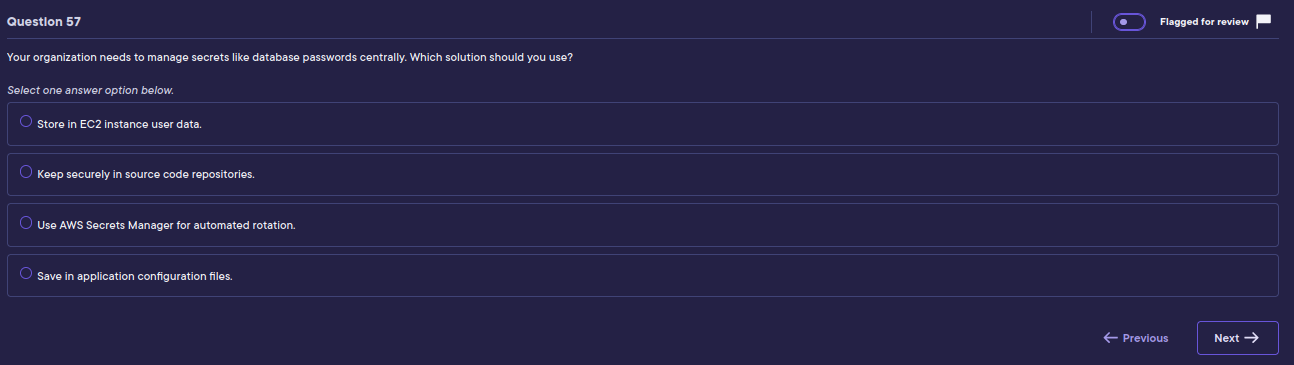 Question 57
Flagged for review
Your organization needs to manage secrets like database passwords centrally. Which solution should you use?
Select one answer option below.
Store in EC2 instance user data.
Keep securely in source code repositories.
Use AWS Secrets Manager for automated rotation.
Save in application configuration files.
Previous
Next